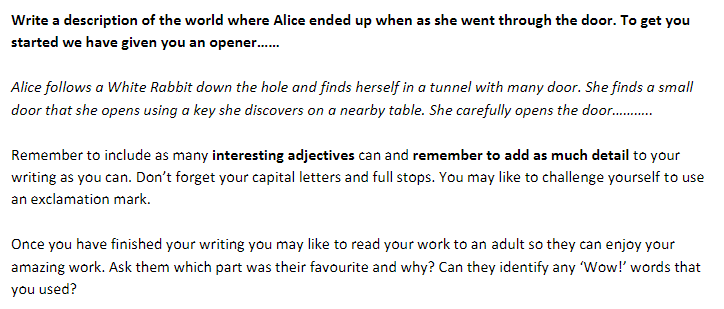 Write a description of the world where Alice ended up when as she went through the door. To get you
started we have given you an opener......
Alice follows a White Rabbit down the hole and finds herself in a tunnel with many door. She finds a small
door that she opens using a key she discovers on a nearby table. She carefully opens the door...........
Remember to include as many interesting adjectives can and remember to add as much detail to your
writing as you can. Don’t forget your capital letters and full stops. You may like to challenge yourself to use
an exclamation mark.
Once you have finished your writing you may like to read your work to an adult so they can enjoy your
amazing work. Ask them which part was their favourite and why? Can they identify any ‘Wow!’ words that
you used?